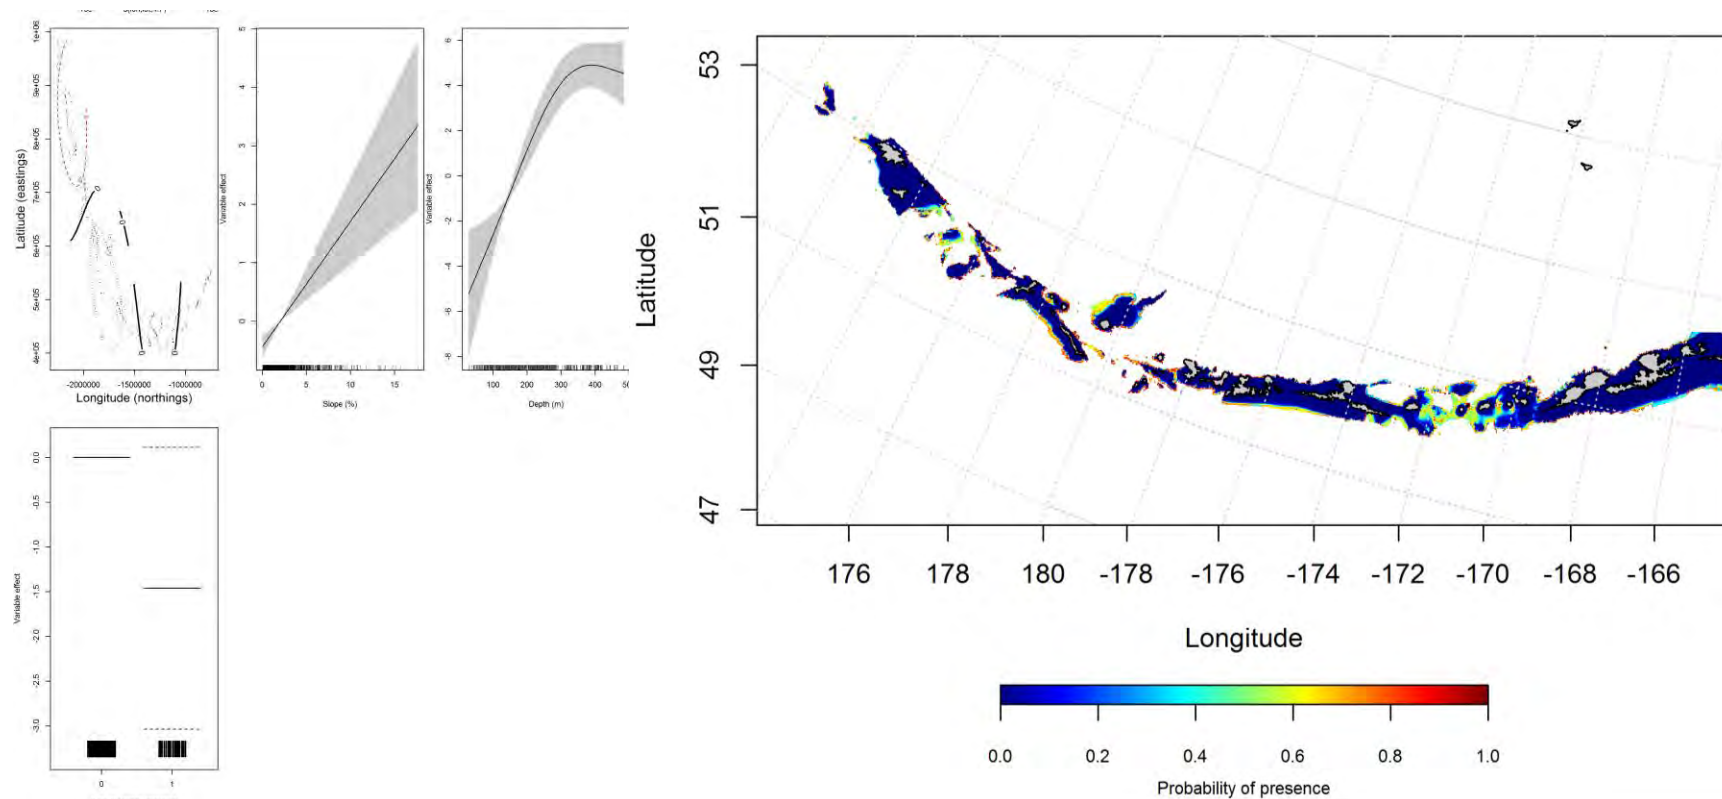 1e+06
9e+05
8e+05
7e+05
6e+05
5e+05
4e+05
Latitude (eastings)
-2000000 -1500000 -1000000
Longitude (northings)
5
4
3
2
1
0
Variable effect
0 5 10 15
Slope (%)
6
4
2
0
-2
-4
-6
-8
Variable effect
100 200 300 400
Depth (m)
0.0
-0.5
-1.0
-1.5
-2.0
-2.5
-3.0
Variable effect
0 1
53
51
49
47
Latitude
176 178 180 -178 -176 -174 -172 -170 -168 -166
Longitude
0.0 0.2 0.4 0.6 0.8 1.0
Probability of presence